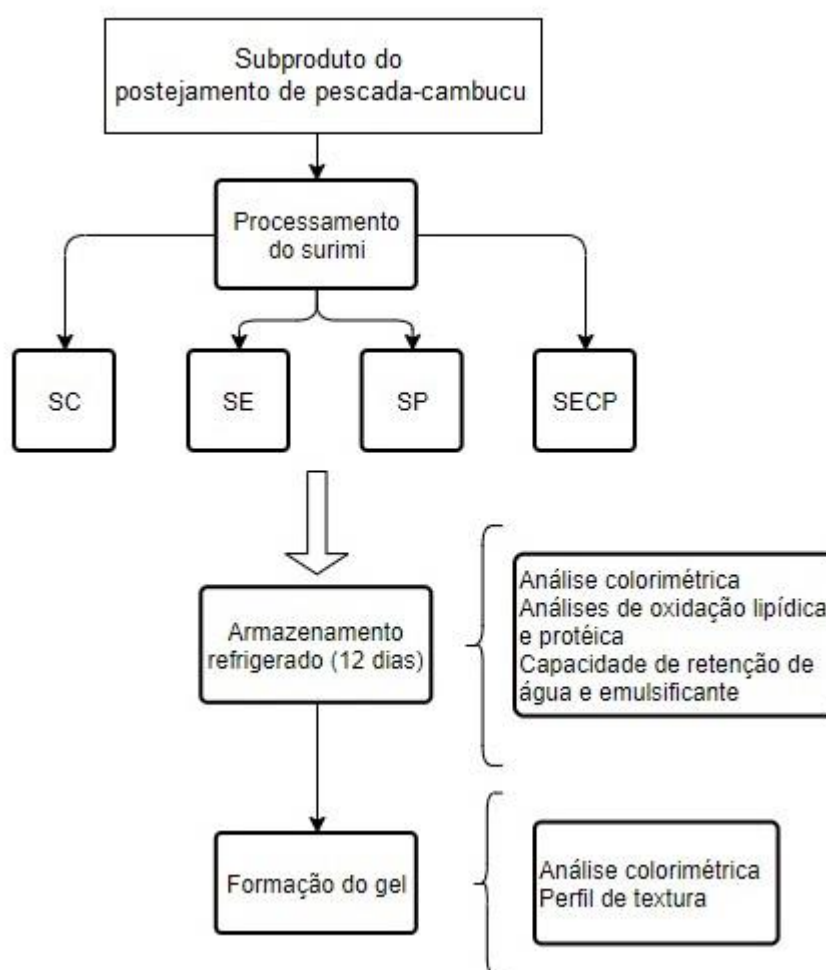 Subproduto do
postejamento de pescada-cambucu
Processamento
do surimi
SC
SE
SP
SECP
Armazenamento
refrigerado (12 dias)
Análise colorimétrica
Análises de oxidação lipídica
e protéica
Capacidade de retenção de
água e emulsificante
Formação do gel
Análise colorimétrica
Perfil de textura